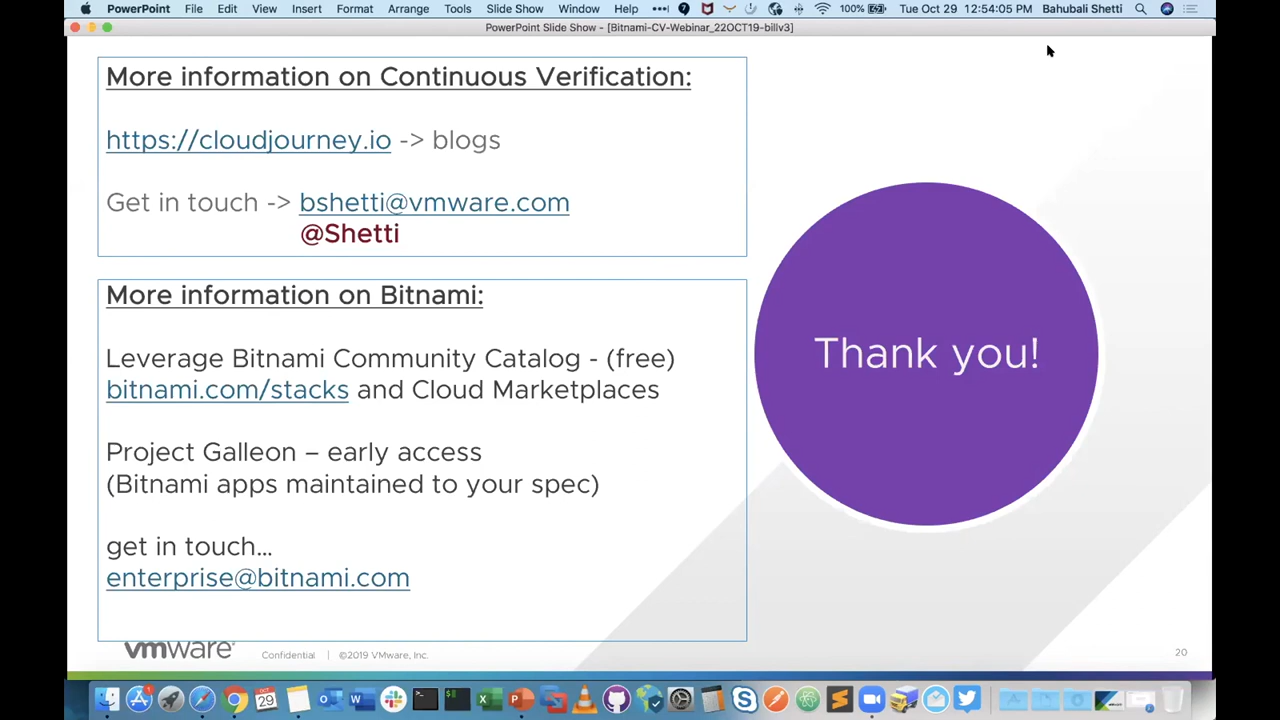 PowerPoint File Edit View Insert Format Arrange Tools Slide Show Window Help 100% Tue Oct 29 12:54:05 PM Bahubali Shetti
PowerPoint Slide Show - [Bitnami-CV-Webinar_22OCT19-billv3]
More information on Continuous Verification:
https://cloudjourney.io -> blogs
Get in touch -> bshetti@vmware.com
@Shetti
More information on Bitnami:
Leverage Bitnami Community Catalog - (free)
bitnami.com/stacks and Cloud Marketplaces
Project Galleon – early access
(Bitnami apps maintained to your spec)
get in touch...
enterprise@bitnami.com
Thank you!
vmware® Confidential | ©2019 VMware, Inc. 20